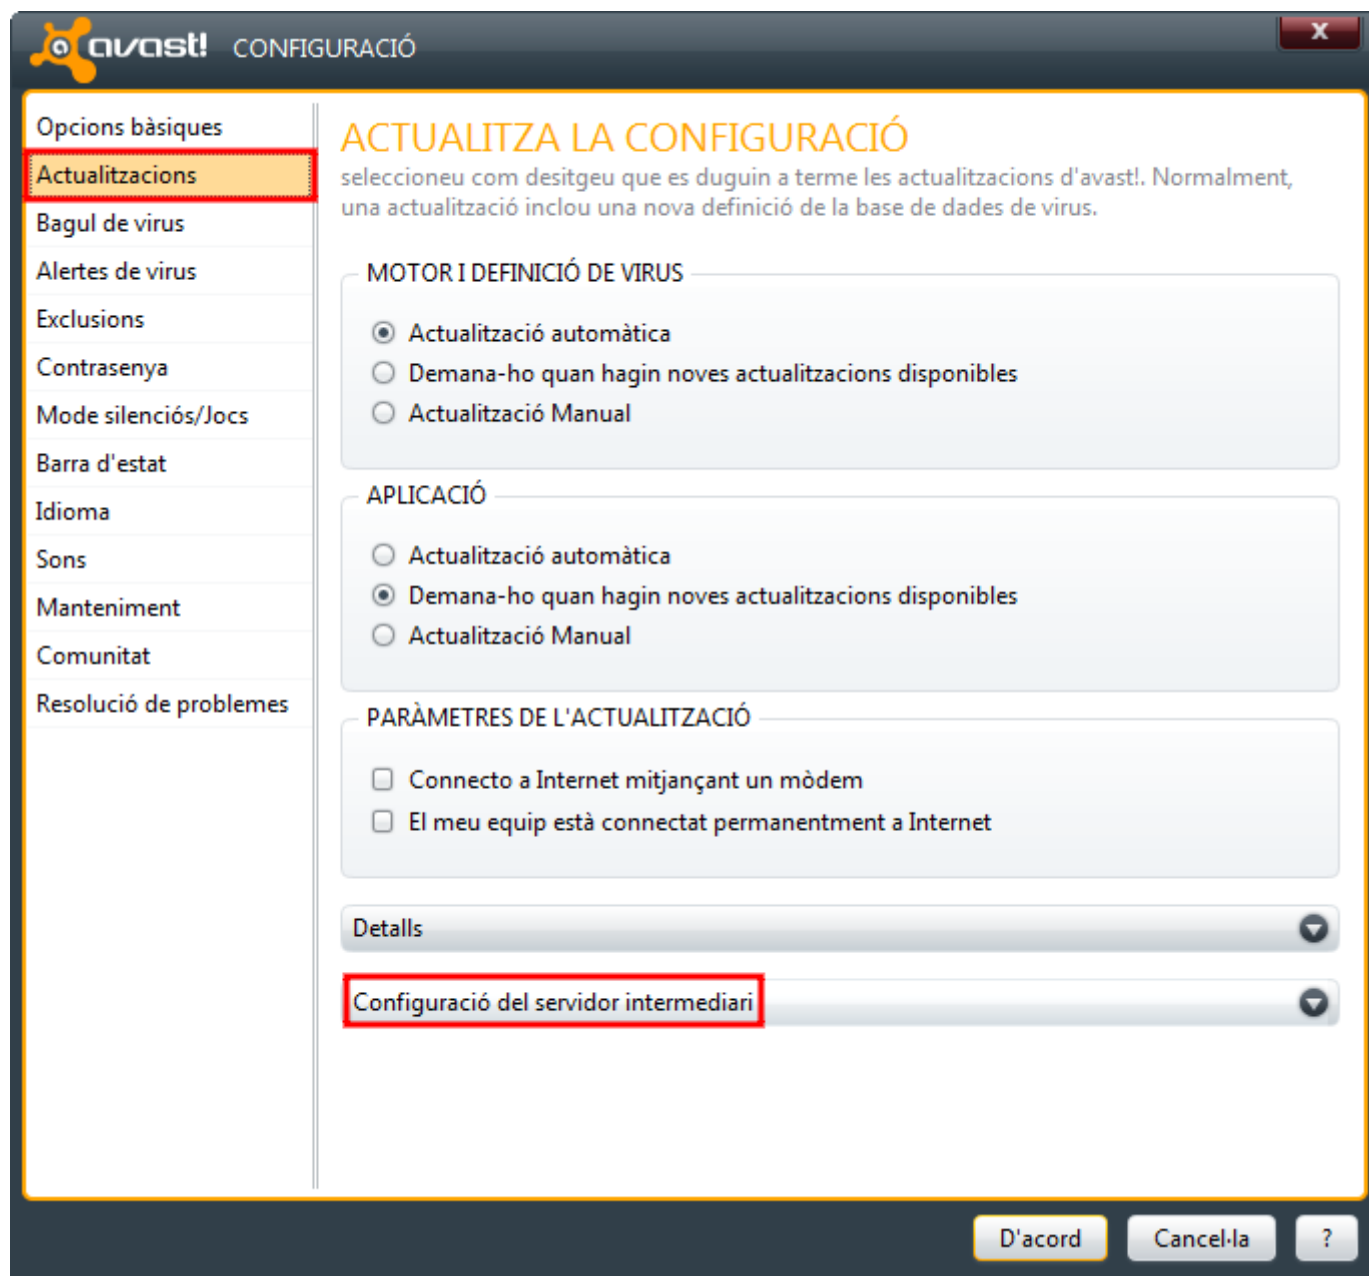 avast! CONFIGURACIÓ
x
Opcions bàsiques
Actualitzacions
Bagul de virus
Alertes de virus
Exclusions
Contrasenya
Mode silenciós/Jocs
Barra d'estat
Idioma
Sons
Manteniment
Comunitat
Resolució de problemes
ACTUALITZA LA CONFIGURACIÓ
seleccioneu com desitgeu que es duguin a terme les actualitzacions d'avast!. Normalment,
una actualització inclou una nova definició de la base de dades de virus.
MOTOR I DEFINICIÓ DE VIRUS
Actualització automàtica
Demana-ho quan hagin noves actualitzacions disponibles
Actualització Manual
APLICACIÓ
Actualització automàtica
Demana-ho quan hagin noves actualitzacions disponibles
Actualització Manual
PARÀMETRES DE L'ACTUALITZACIÓ
Connecto a Internet mitjançant un mòdem
El meu equip està connectat permanentment a Internet
Detalls
Configuració del servidor intermediari
D'acord
Cancel·la
?